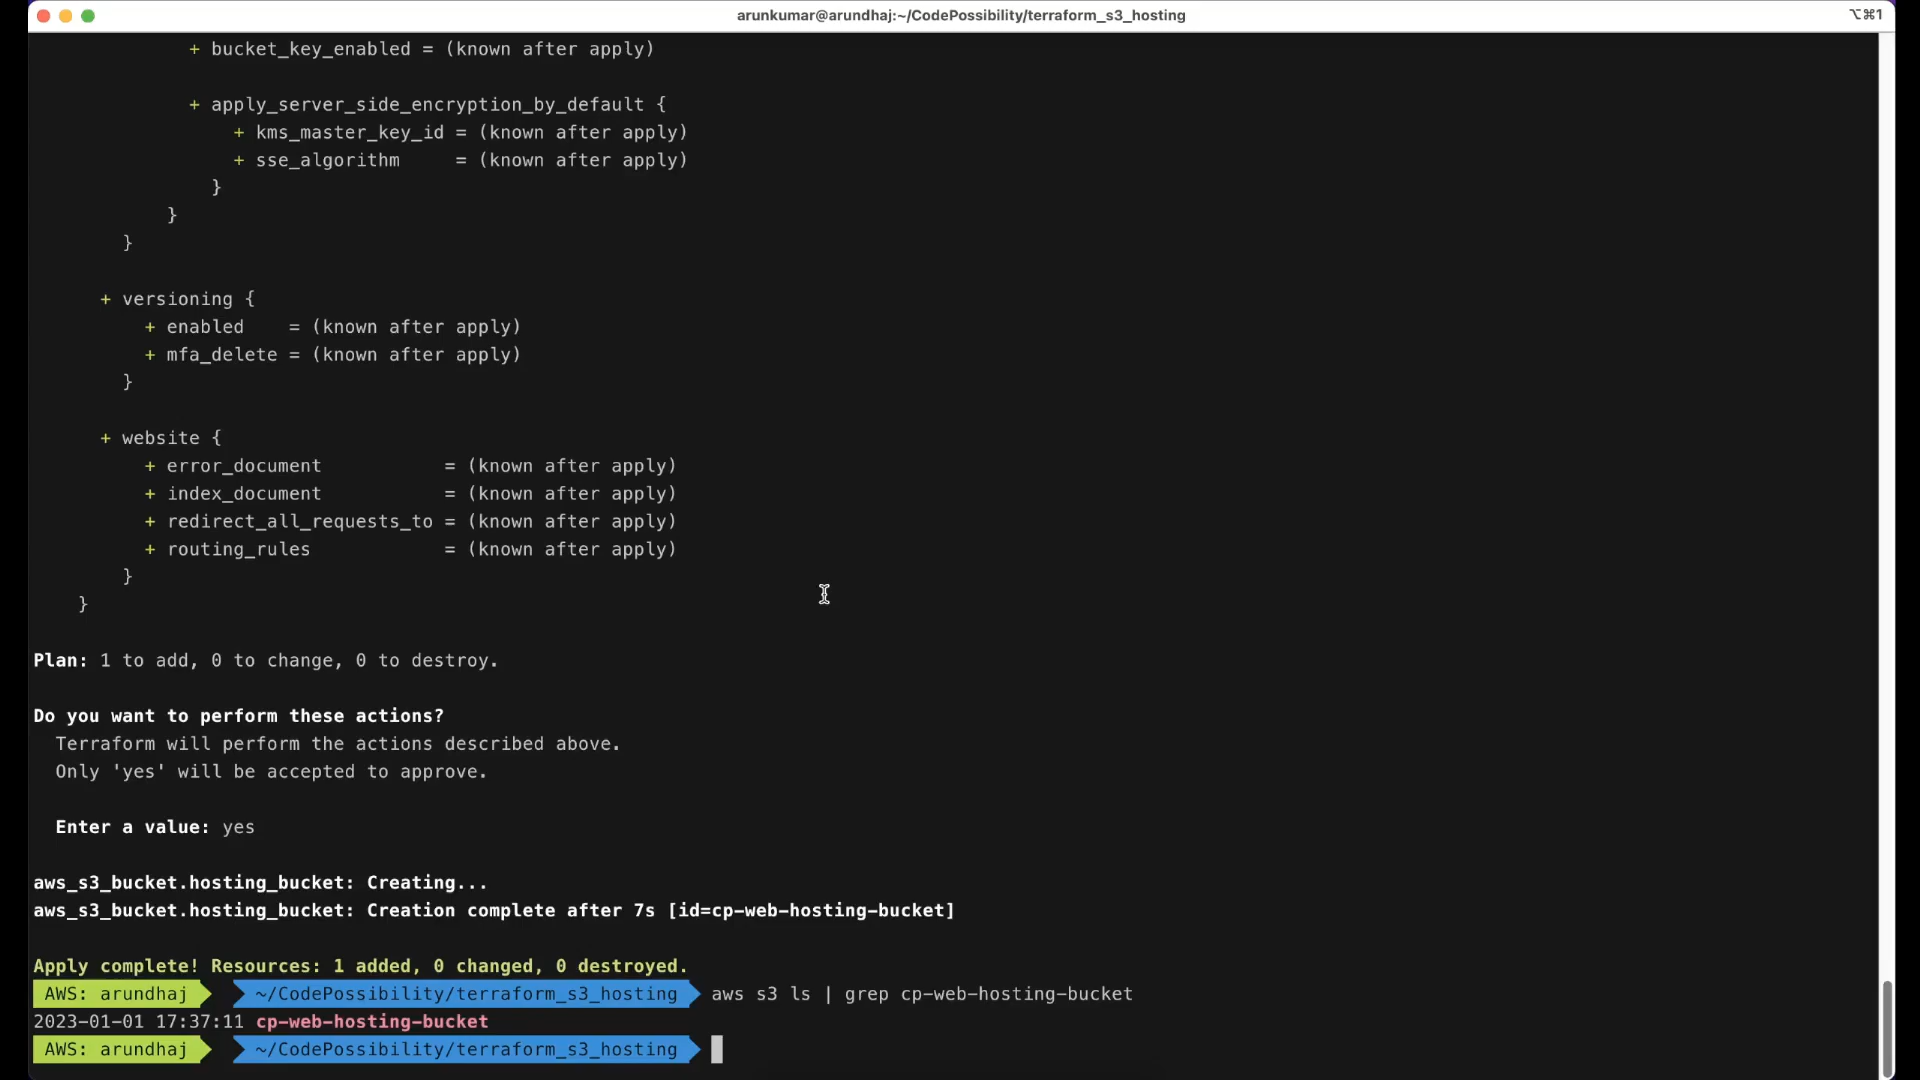 arunkumar@arundhaj:~/CodePossibility/terraform_s3_hosting ⌥⌘1
+ bucket_key_enabled = (known after apply)
+ apply_server_side_encryption_by_default {
+ kms_master_key_id = (known after apply)
+ sse_algorithm     = (known after apply)
}
}
}
+ versioning {
+ enabled    = (known after apply)
+ mfa_delete = (known after apply)
}
+ website {
+ error_document           = (known after apply)
+ index_document           = (known after apply)
+ redirect_all_requests_to = (known after apply)
+ routing_rules            = (known after apply)
}
}
Plan: 1 to add, 0 to change, 0 to destroy.
Do you want to perform these actions?
Terraform will perform the actions described above.
Only 'yes' will be accepted to approve.
Enter a value: yes
aws_s3_bucket.hosting_bucket: Creating...
aws_s3_bucket.hosting_bucket: Creation complete after 7s [id=cp-web-hosting-bucket]
Apply complete! Resources: 1 added, 0 changed, 0 destroyed.
AWS: arundhaj ~/CodePossibility/terraform_s3_hosting aws s3 ls | grep cp-web-hosting-bucket
2023-01-01 17:37:11 cp-web-hosting-bucket
AWS: arundhaj ~/CodePossibility/terraform_s3_hosting